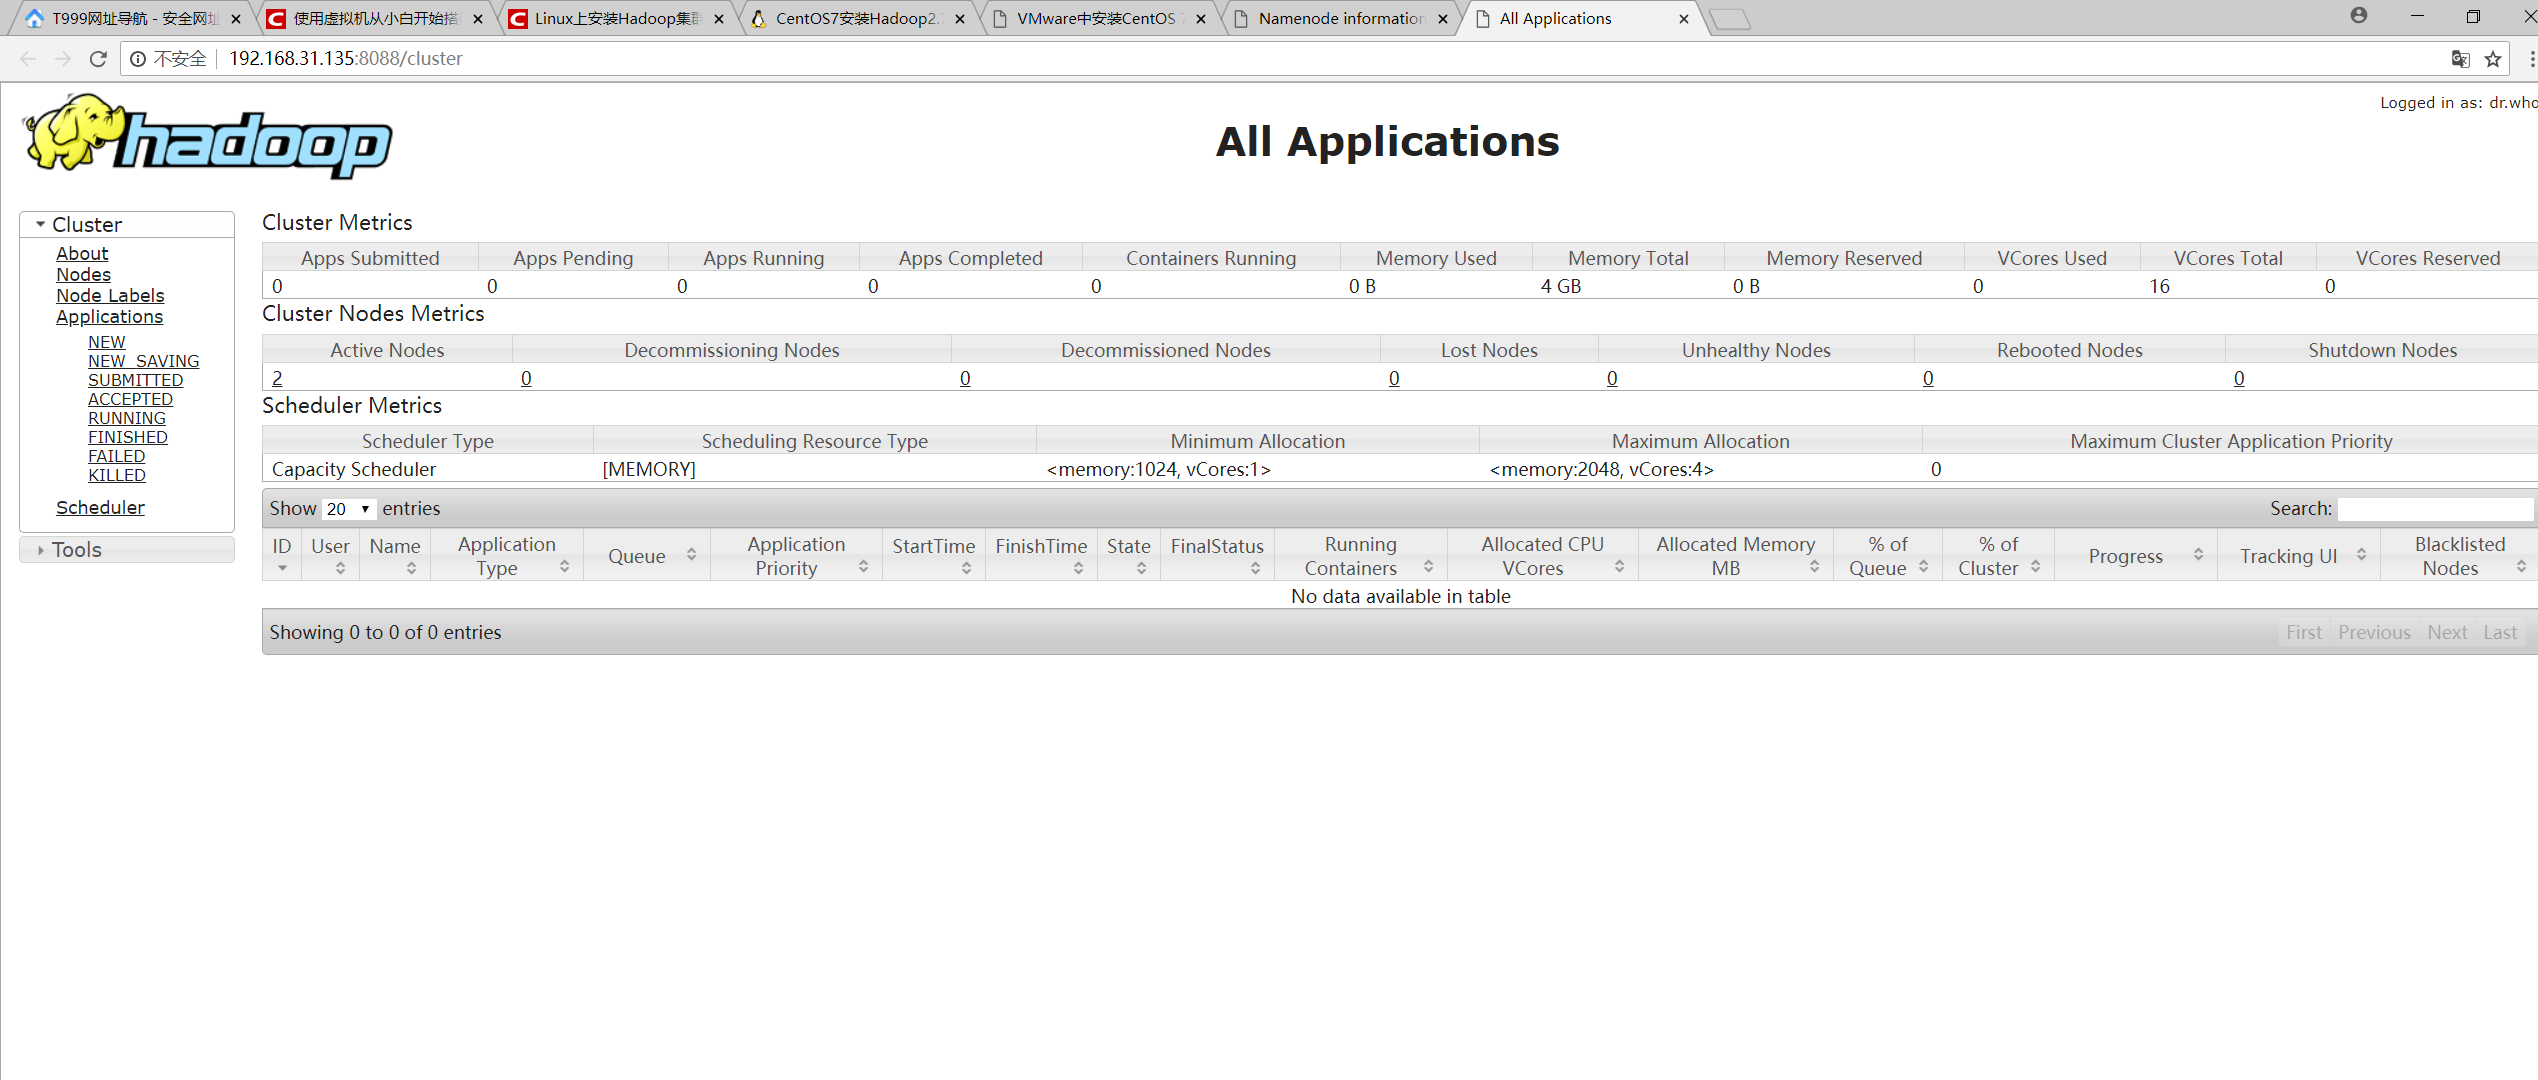 T999网址导航 - 安全网址
使用虚拟机从小白开始搭
Linux上安装Hadoop集群
CentOS7安装Hadoop2.7
VMware中安装CentOS 7
Namenode information
All Applications
不安全 192.168.31.135:8088/cluster
Logged in as: dr.who
hadoop
All Applications
Cluster
About
Nodes
Node Labels
Applications
NEW
NEW_SAVING
SUBMITTED
ACCEPTED
RUNNING
FINISHED
FAILED
KILLED
Scheduler
Tools
Cluster Metrics
Apps Submitted Apps Pending Apps Running Apps Completed Containers Running Memory Used Memory Total Memory Reserved VCores Used VCores Total VCores Reserved
0 0 0 0 0 0 B 4 GB 0 B 0 16 0
Cluster Nodes Metrics
Active Nodes Decommissioning Nodes Decommissioned Nodes Lost Nodes Unhealthy Nodes Rebooted Nodes Shutdown Nodes
2 0 0 0 0 0 0
Scheduler Metrics
Scheduler Type Scheduling Resource Type Minimum Allocation Maximum Allocation Maximum Cluster Application Priority
Capacity Scheduler [MEMORY] <memory:1024, vCores:1> <memory:2048, vCores:4> 0
Show 20 entries Search:
ID User Name Application Type Queue Application Priority StartTime FinishTime State FinalStatus Running Containers Allocated CPU VCores Allocated Memory MB % of Queue % of Cluster Progress Tracking UI Blacklisted Nodes
No data available in table
Showing 0 to 0 of 0 entries First Previous Next Last